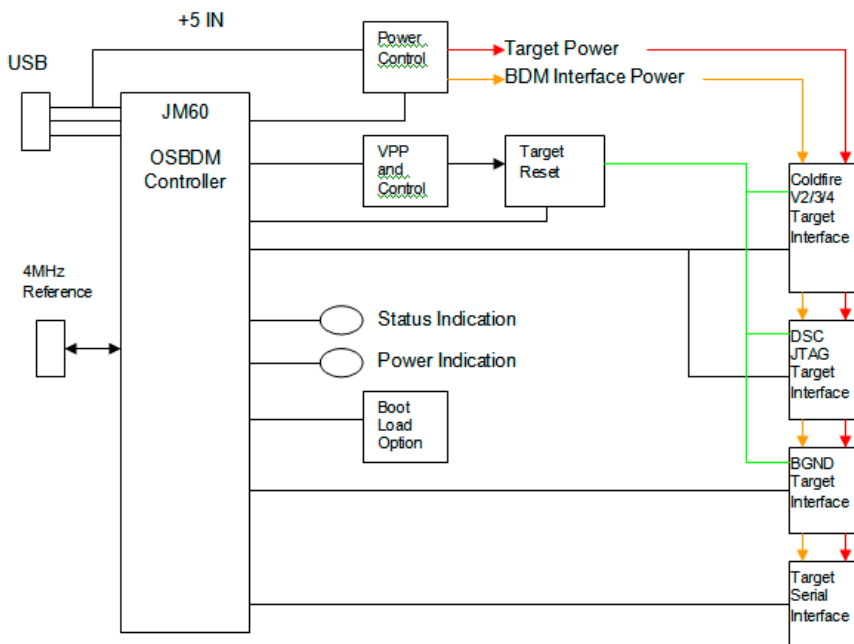 +5 IN
USB
Power
Control
Target Power
BDM Interface Power
JM60
OSBDM
Controller
VPP
and
Control
Target
Reset
Coldfire
V2/3/4
Target
Interface
4MHz
Reference
Status Indication
Power Indication
DSC
JTAG
Target
Interface
Boot
Load
Option
BGND
Target
Interface
Target
Serial
Interface